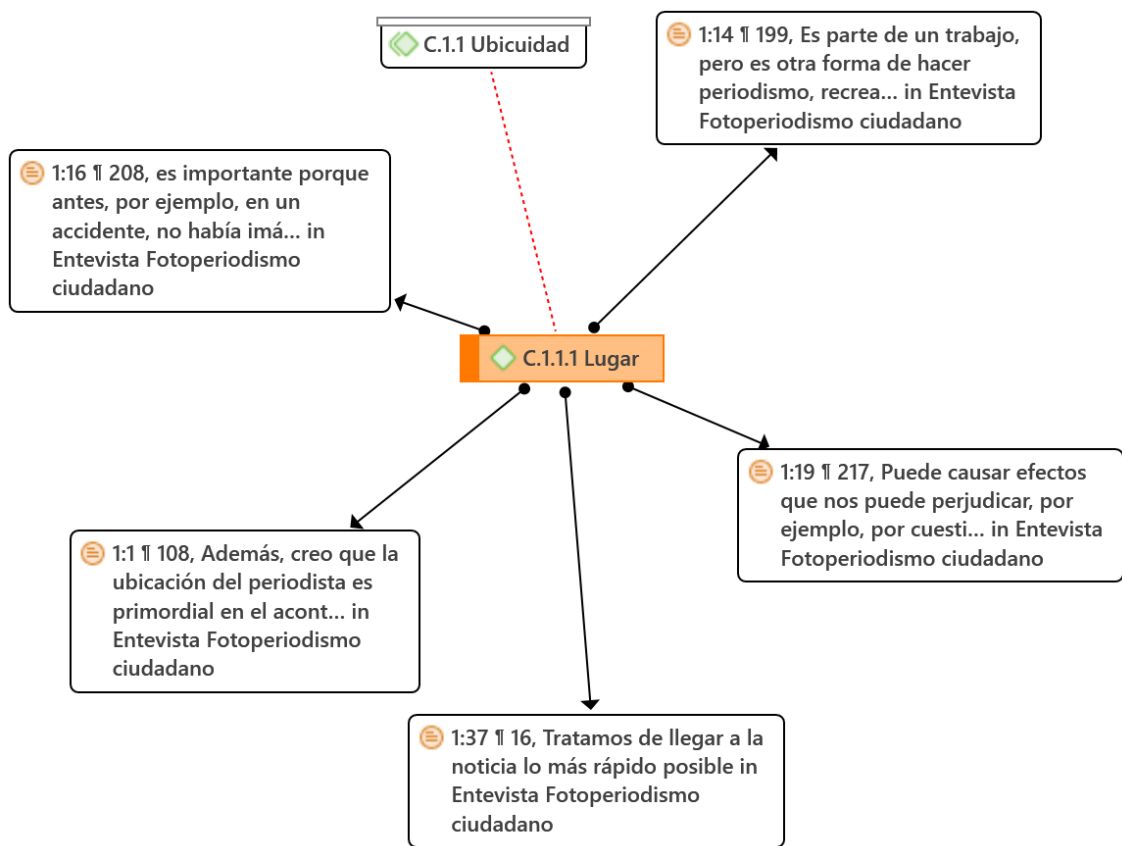 C.1.1 Ubicuidad
1:14 ¶ 199, Es parte de un trabajo,
pero es otra forma de hacer
periodismo, recrea... in Entevista
Fotoperiodismo ciudadano
1:16 ¶ 208, es importante porque
antes, por ejemplo, en un
accidente, no había imá... in
Entevista Fotoperiodismo
ciudadano
C.1.1.1 Lugar
1:19 ¶ 217, Puede causar efectos
que nos puede perjudicar, por
ejemplo, por cuesti... in Entevista
Fotoperiodismo ciudadano
1:1 ¶ 108, Además, creo que la
ubicación del periodista es
primordial en el acont... in
Entevista Fotoperiodismo
ciudadano
1:37 ¶ 16, Tratamos de llegar a la
noticia lo más rápido posible in
Entevista Fotoperiodismo
ciudadano